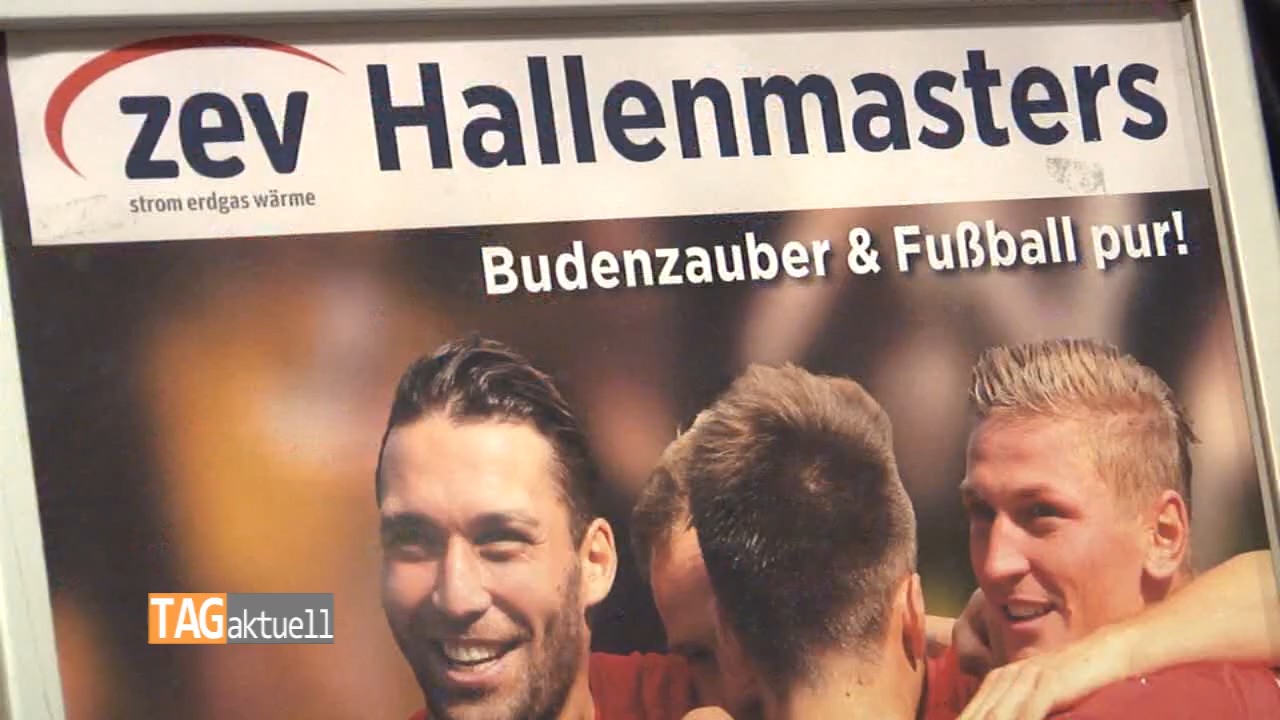 zev Hallenmasters
strom erdgas wärme
Budenzauber & Fußball pur!
TAGaktuell